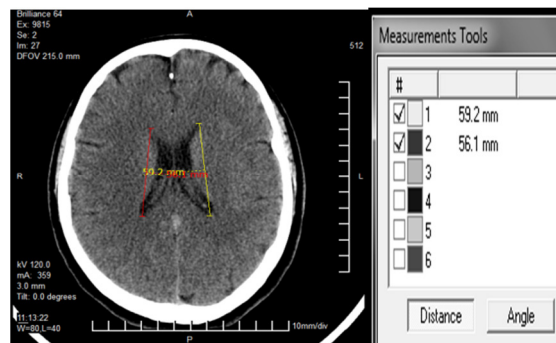 Brilliance 64
Ex: 9815
Se: 2
Im: 27
DFOV 215.0 mm
A
512
R
L
59.2 mm
kV 120.0
mA: 359
3.0 mm
Tilt: 0.0 degrees
11:13:22
W=80,L=40
10mm/div
P
Measurements Tools
#
1 59.2 mm
2 56.1 mm
3
4
5
6
Distance Angle